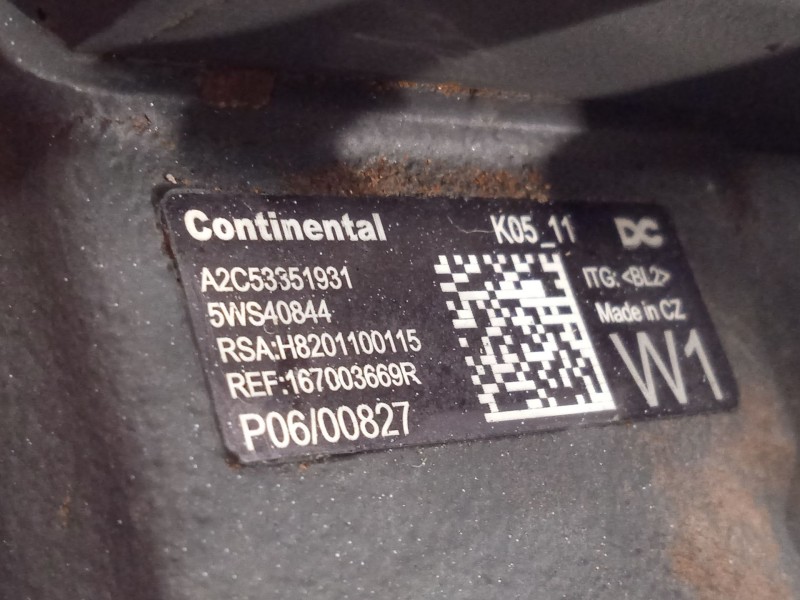 Continental K05_11 DC
A2C53351931
5WS40844
RSA:H8201100115
REF:167003669R
P06/00827
ITG: <BL2>
Made in CZ
W1